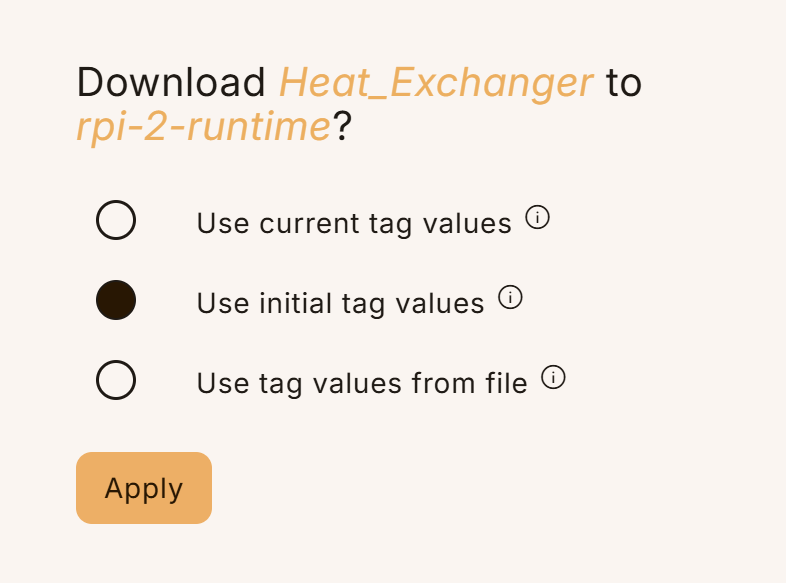 Download Heat_Exchanger to
rpi-2-runtime?
Use current tag values
Use initial tag values
Use tag values from file
Apply